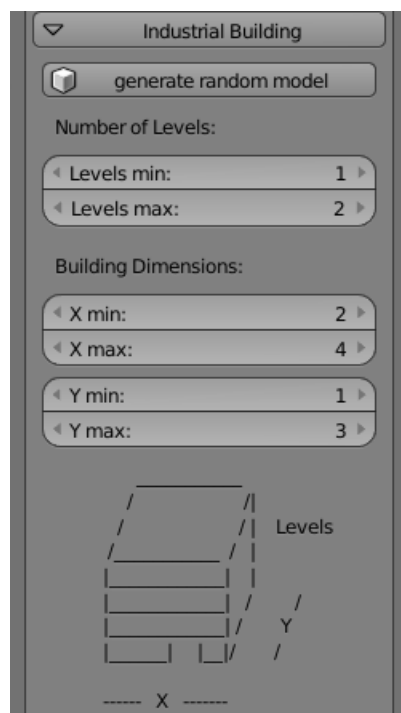 Industrial Building
generate random model
Number of Levels:
Levels min: 1
Levels max: 2
Building Dimensions:
X min: 2
X max: 4
Y min: 1
Y max: 3
Levels
Y
------ X -------